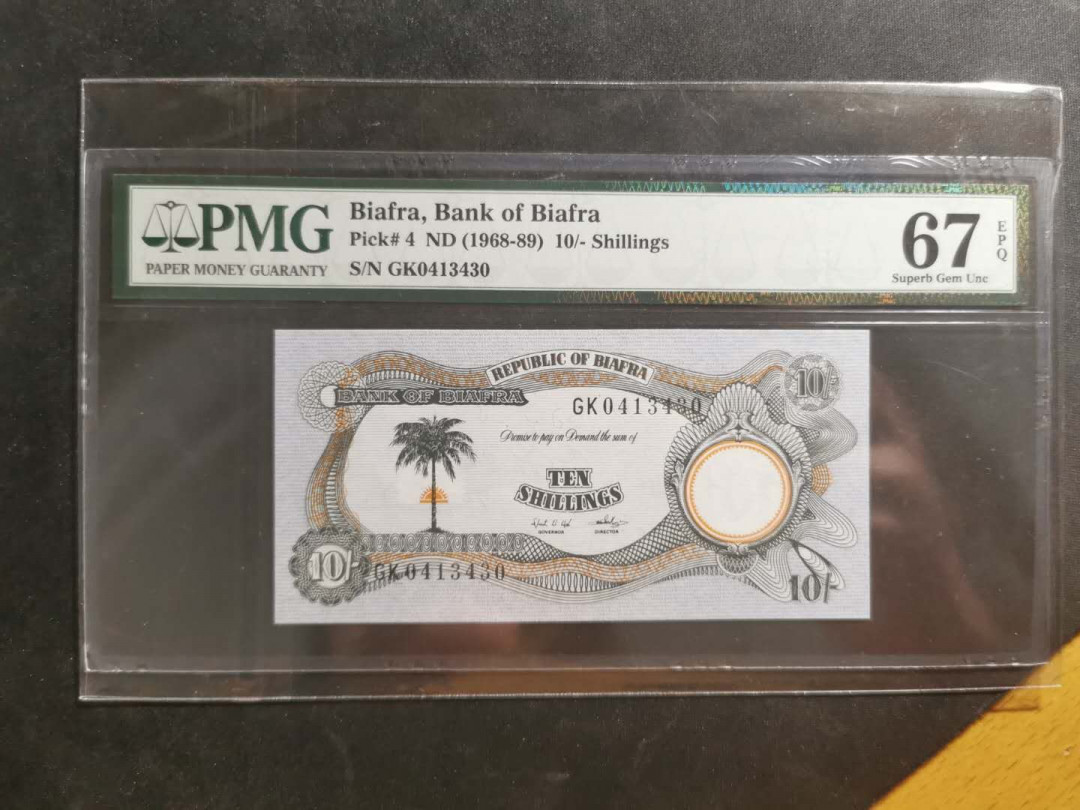 PMG
PAPER MONEY GUARANTY
Biafra, Bank of Biafra
Pick# 4 ND (1968-89) 10/- Shillings
S/N GK0413430
67
EPQ
Superb Gem Unc
REPUBLIC OF BIAFRA
10/-
BANK OF BIAFRA
GK0413430
Promise to pay on Demand the sum of
TEN
SHILLINGS
GOVERNOR DIRECTOR
10/-
GK0413430
10/-